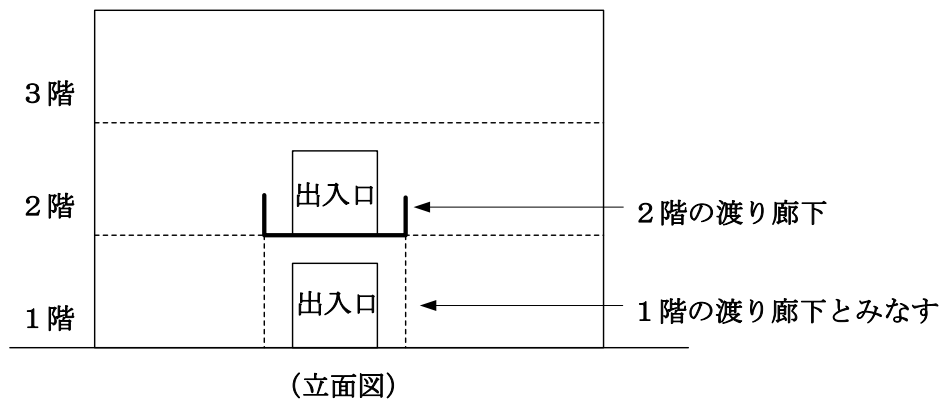 ３階
出入口
２階
２階の渡り廊下
出入口
１階
１階の渡り廊下とみなす
（立面図）